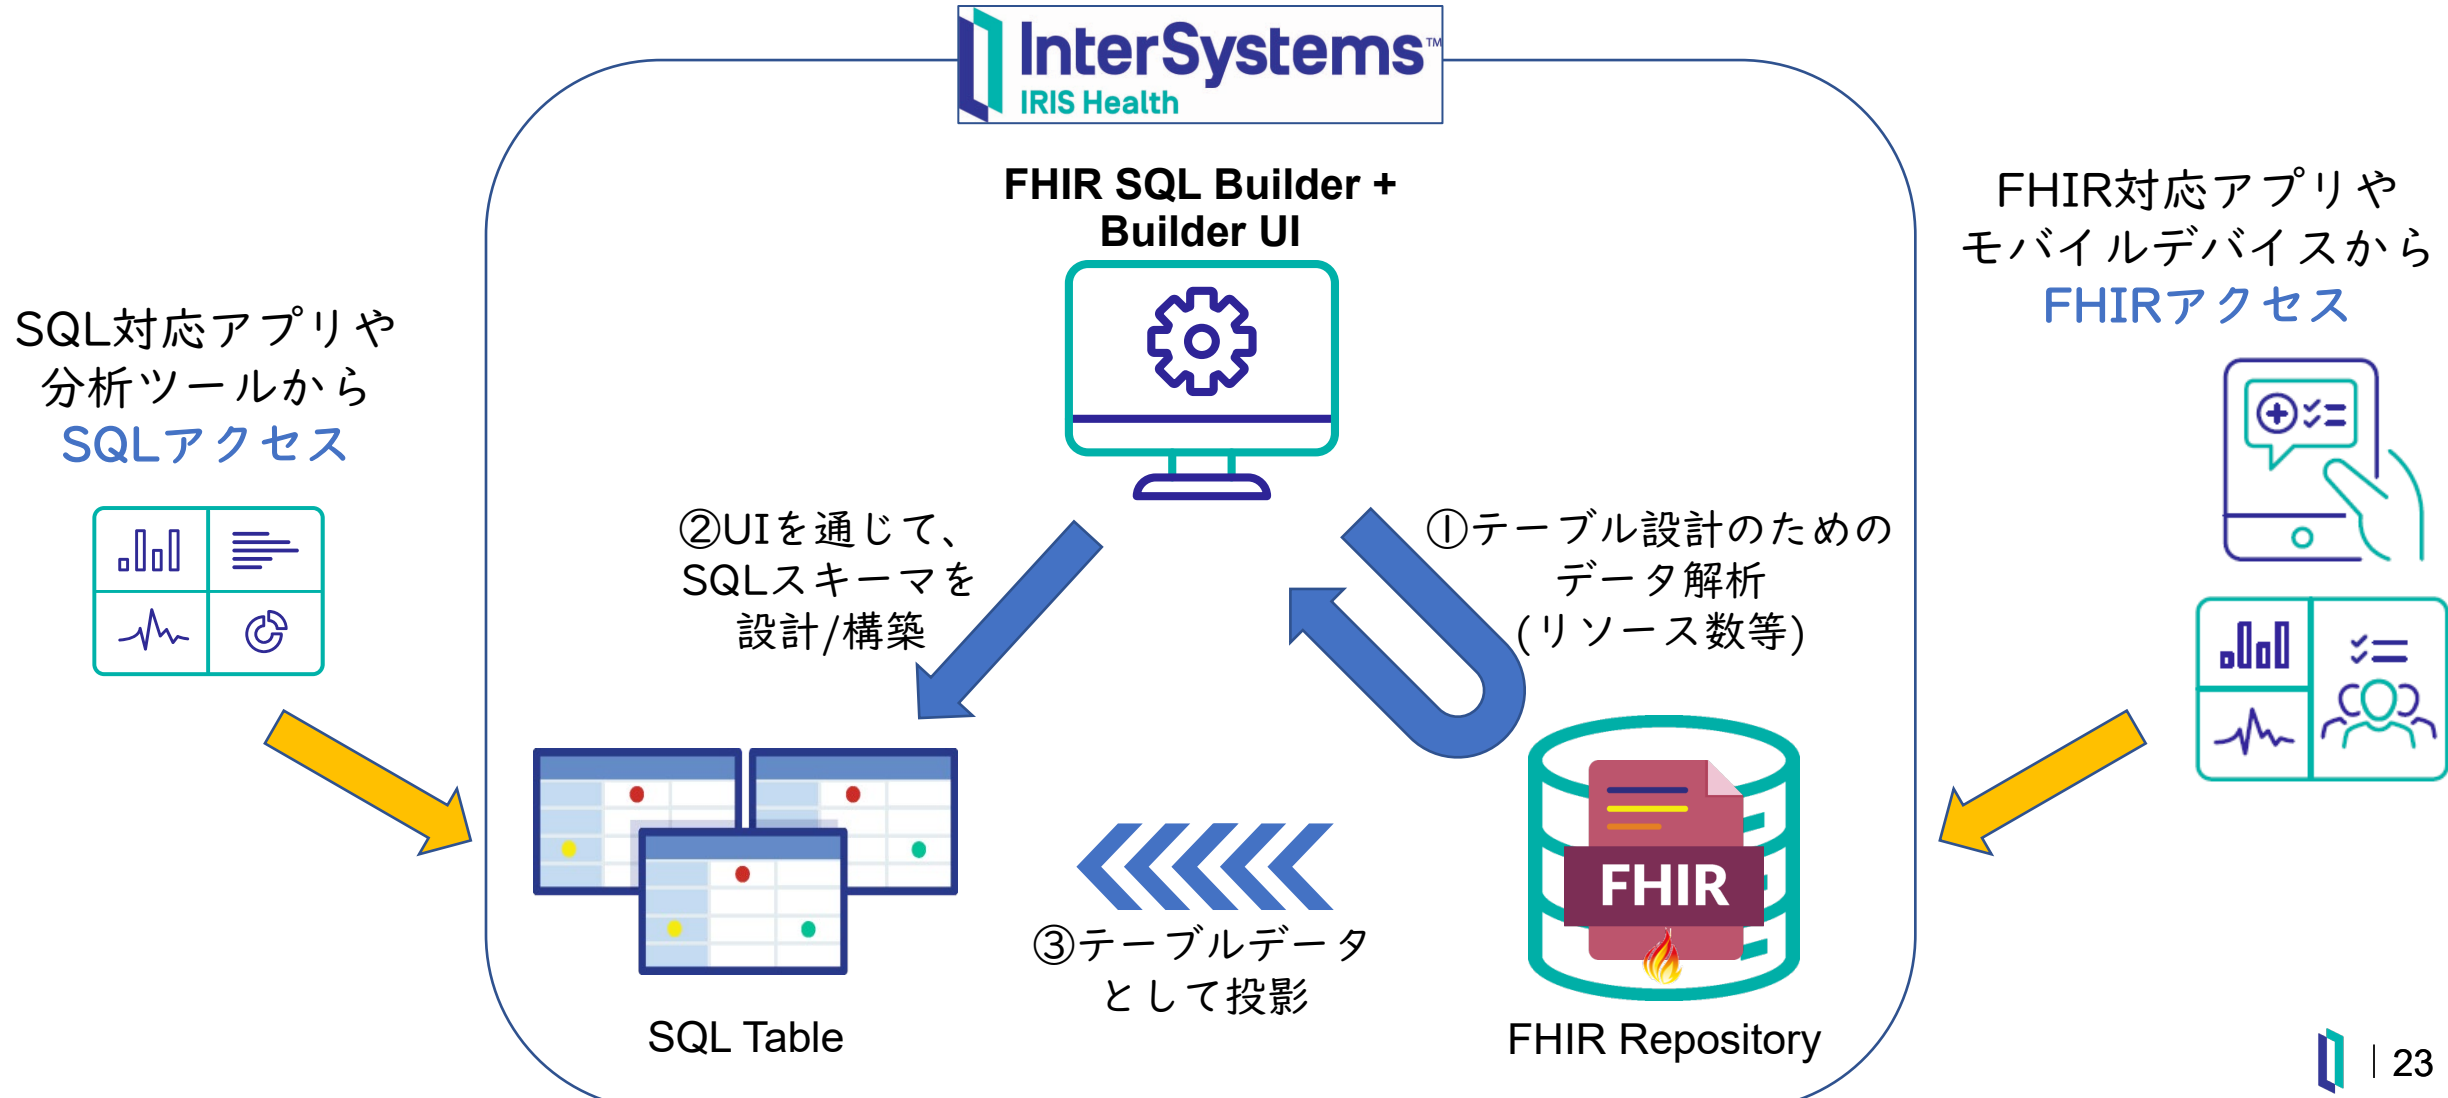 InterSystems™
IRIS Health
FHIR SQL Builder +
Builder UI
SQL対応アプリや
分析ツールから
SQLアクセス
FHIR対応アプリや
モバイルデバイスから
FHIRアクセス
②UIを通じて、
SQLスキーマを
設計/構築
①テーブル設計のための
データ解析
(リソース数等)
③テーブルデータ
として投影
FHIR
SQL Table
FHIR Repository
23